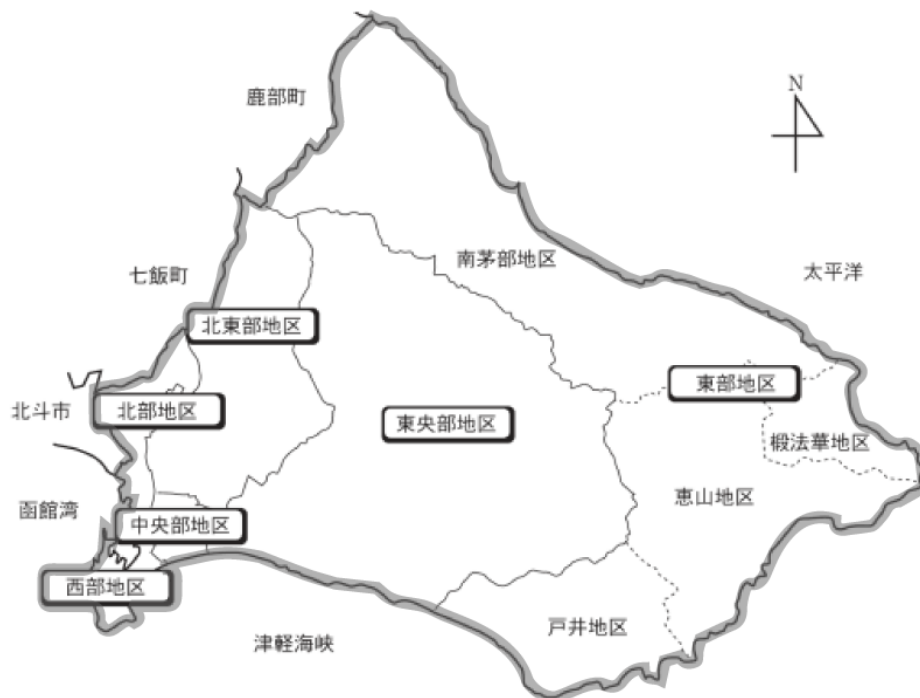 鹿部町
N
南茅部地区
太平洋
七飯町
北東部地区
東部地区
北斗市
北部地区
東央部地区
椴法華地区
恵山地区
函館湾
中央部地区
西部地区
戸井地区
津軽海峡